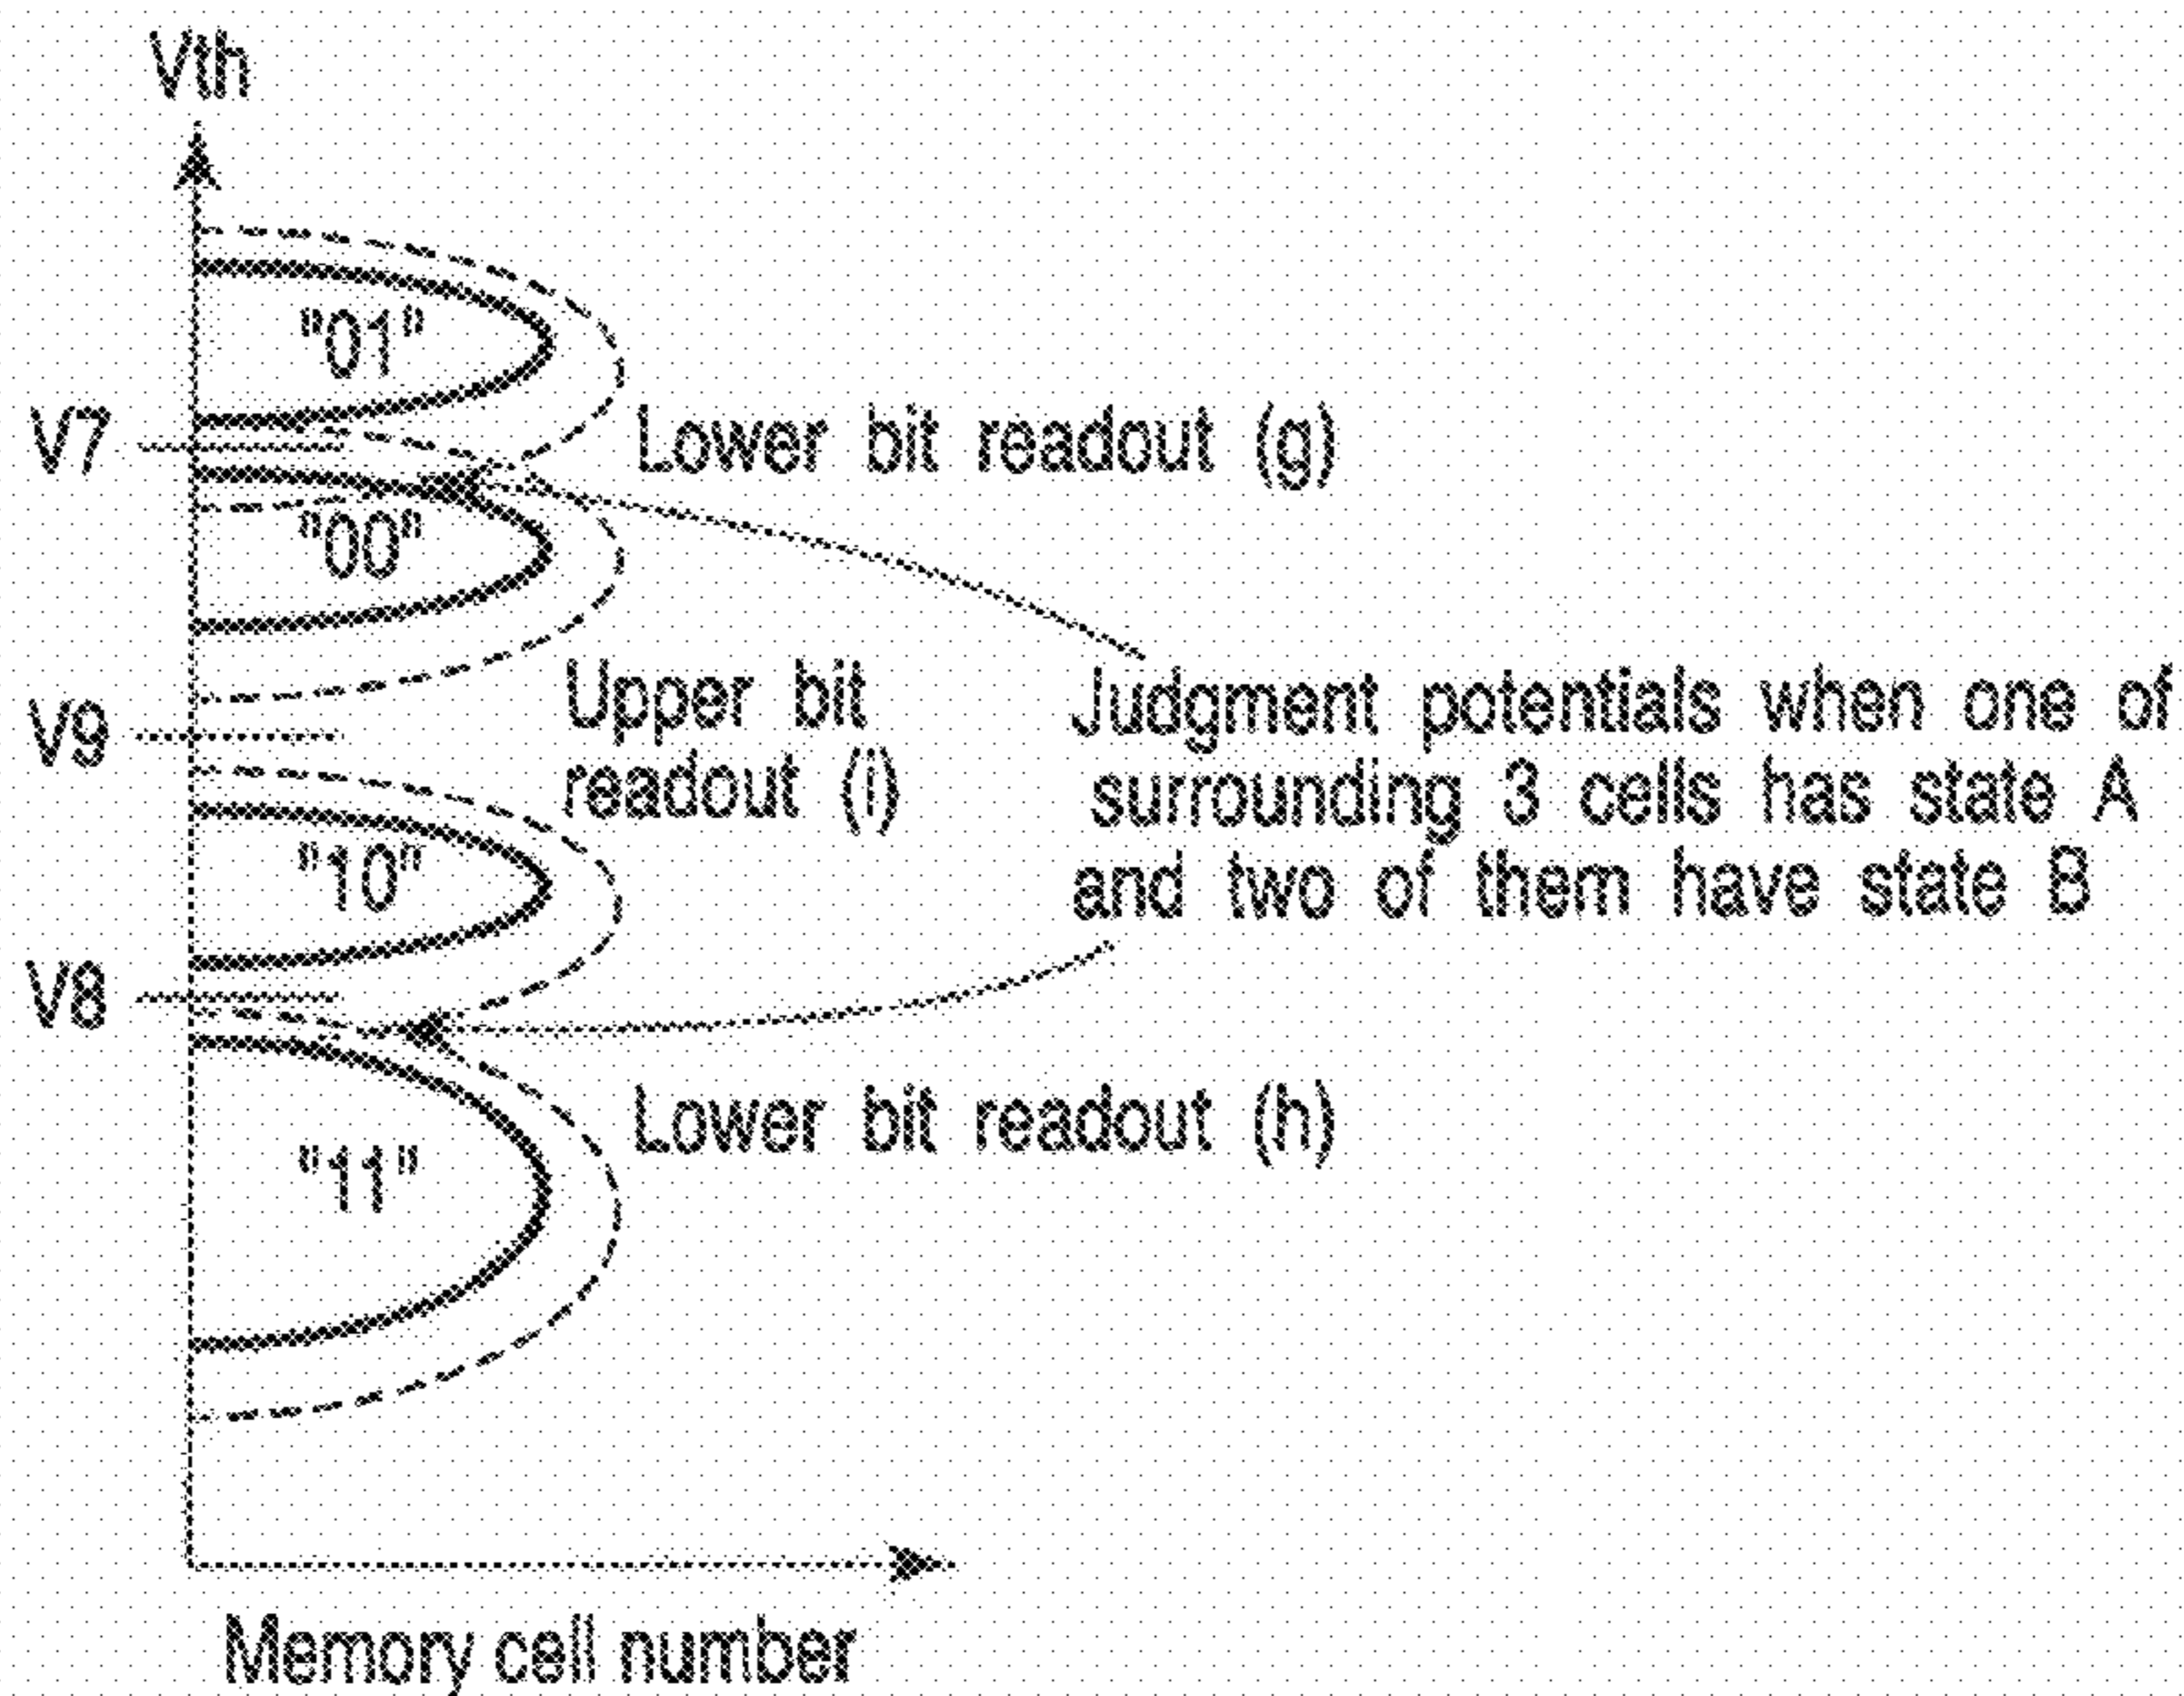 Vth
"01"
V7
Lower bit readout (g)
"00"
V9
Upper bit
readout (i)
Judgment potentials when one of
surrounding 3 cells has state A
and two of them have state B
"10"
V8
Lower bit readout (h)
"11"
Memory cell number